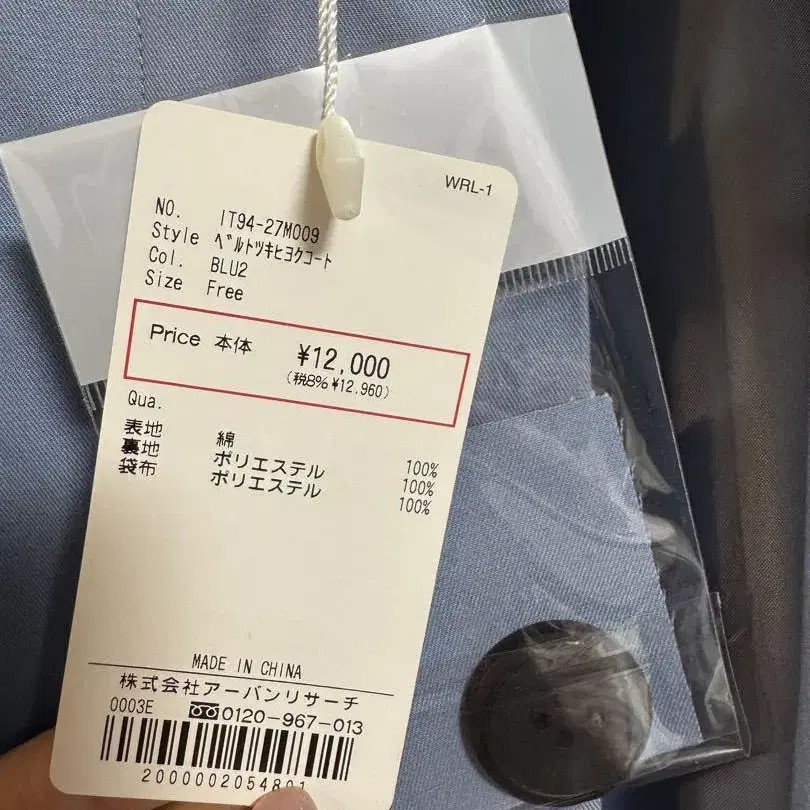 WRL-1
NO. IT94-27M009
Style ﾍﾞﾙﾄﾂｷﾋﾖｸコート
Col. BLU2
Size Free
Price 本体 ¥12,000
(税8% ¥12,960)
Qua.
表地 綿 100%
裏地 ポリエステル 100%
袋布 ポリエステル 100%
MADE IN CHINA
株式会社アーバンリサーチ
0003E 0120-967-013